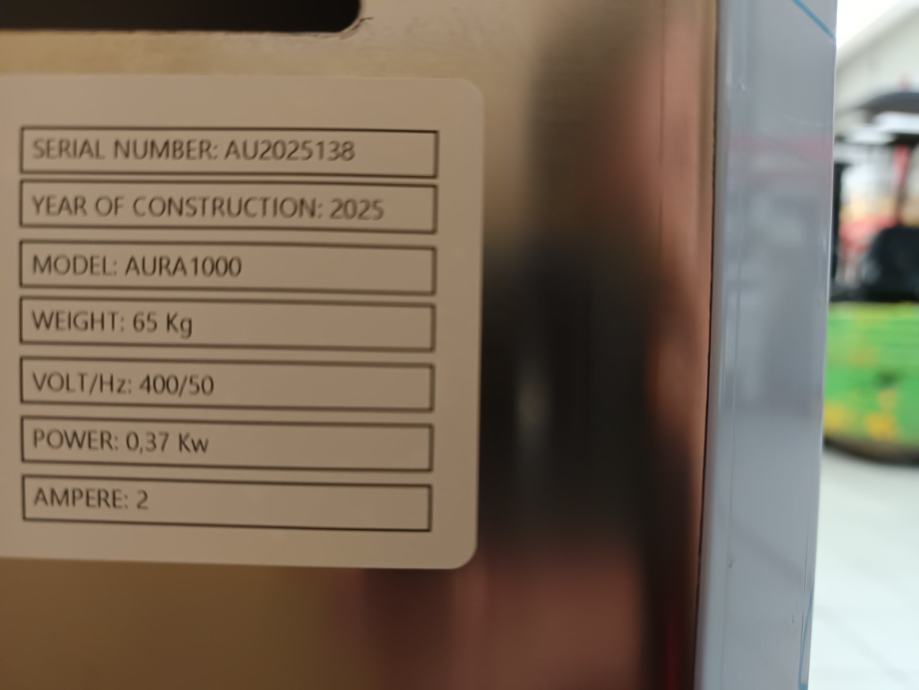 SERIAL NUMBER: AU2025138
YEAR OF CONSTRUCTION: 2025
MODEL: AURA1000
WEIGHT: 65 Kg
VOLT/Hz: 400/50
POWER: 0,37 Kw
AMPERE: 2